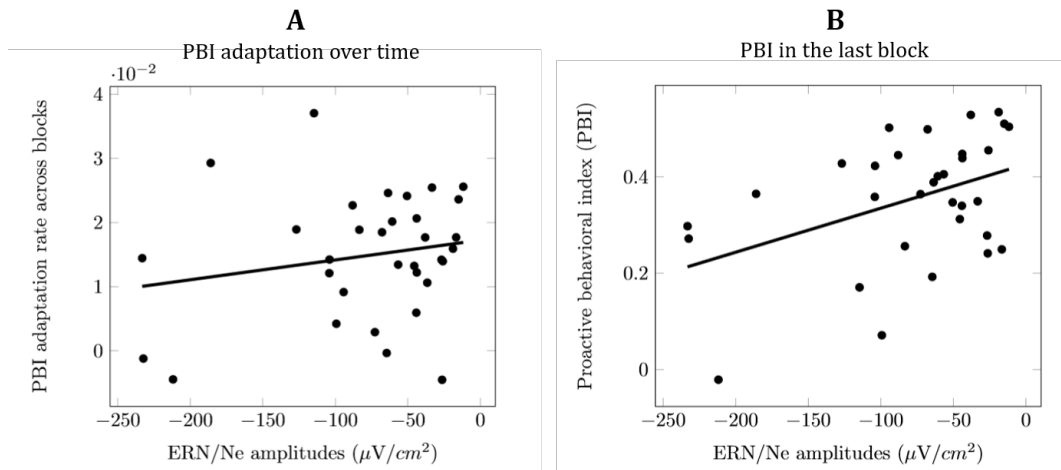 A
PBI adaptation over time
·10⁻²
PBI adaptation rate across blocks
4
3
2
1
0
−250 −200 −150 −100 −50 0
ERN/Ne amplitudes (μV/cm²)
B
PBI in the last block
Proactive behavioral index (PBI)
0.4
0.2
0
−250 −200 −150 −100 −50 0
ERN/Ne amplitudes (μV/cm²)